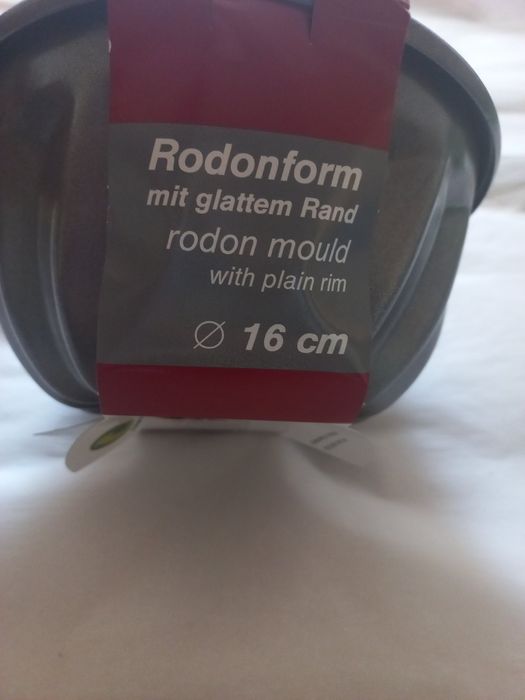 Rodonform
mit glattem Rand
rodon mould
with plain rim
⌀ 16 cm